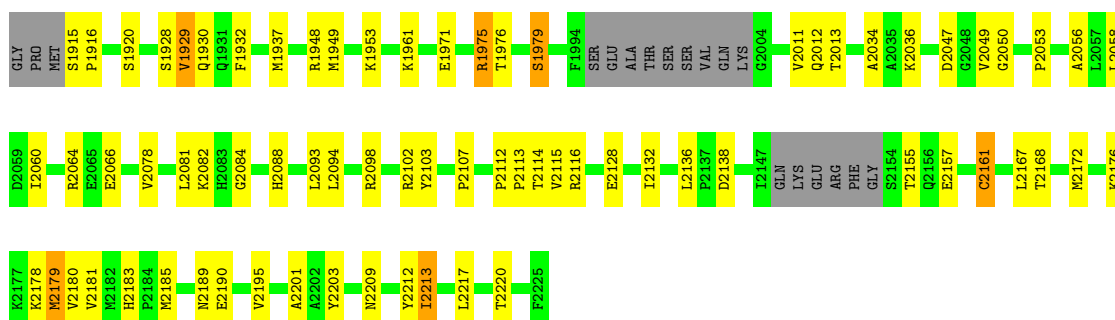 GLY PRO MET S1915 P1916 S1920 S1928 V1929 Q1930 Q1931 F1932 M1937 R1948 M1949 K1953 K1961 E1971 R1975 T1976 S1979 F1994 SER GLU ALA THR SER SER VAL GLN LYS G2004 V2011 Q2012 T2013 A2034 A2035 K2036 D2047 G2048 V2049 G2050 P2053 A2056 L2057 L2058
D2059 I2060 R2064 E2065 E2066 V2078 L2081 K2082 H2083 G2084 H2088 L2093 L2094 R2098 R2102 Y2103 P2107 P2112 P2113 T2114 V2115 R2116 E2128 I2132 L2136 P2137 D2138 I2147 GLN LYS GLU ARG PHE GLY S2154 T2155 Q2156 E2157 C2161 L2167 T2168 M2172 K2176
K2177 K2178 M2179 V2180 V2181 M2182 H2183 P2184 M2185 N2189 E2190 V2195 A2201 A2202 Y2203 N2209 Y2212 I2213 L2217 T2220 F2225